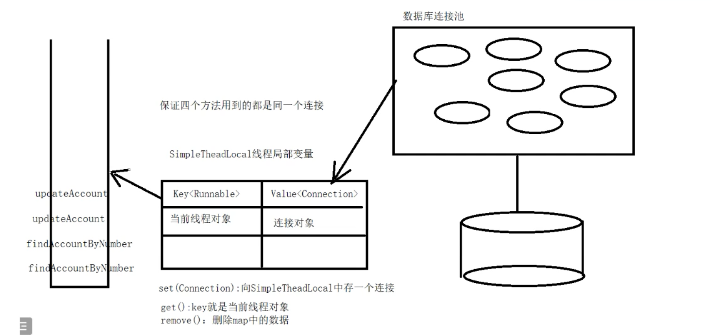 数据库连接池
保证四个方法用到的都是同一个连接
SimpleTheadLocal线程局部变量
Key<Runnable>
Value<Connection>
当前线程对象
连接对象
updateAccount
updateAccount
findAccountByNumber
findAccountByNumber
set(Connection):向SimpleTheadLocal中存一个连接
get():key就是当前线程对象
remove(): 删除map中的数据